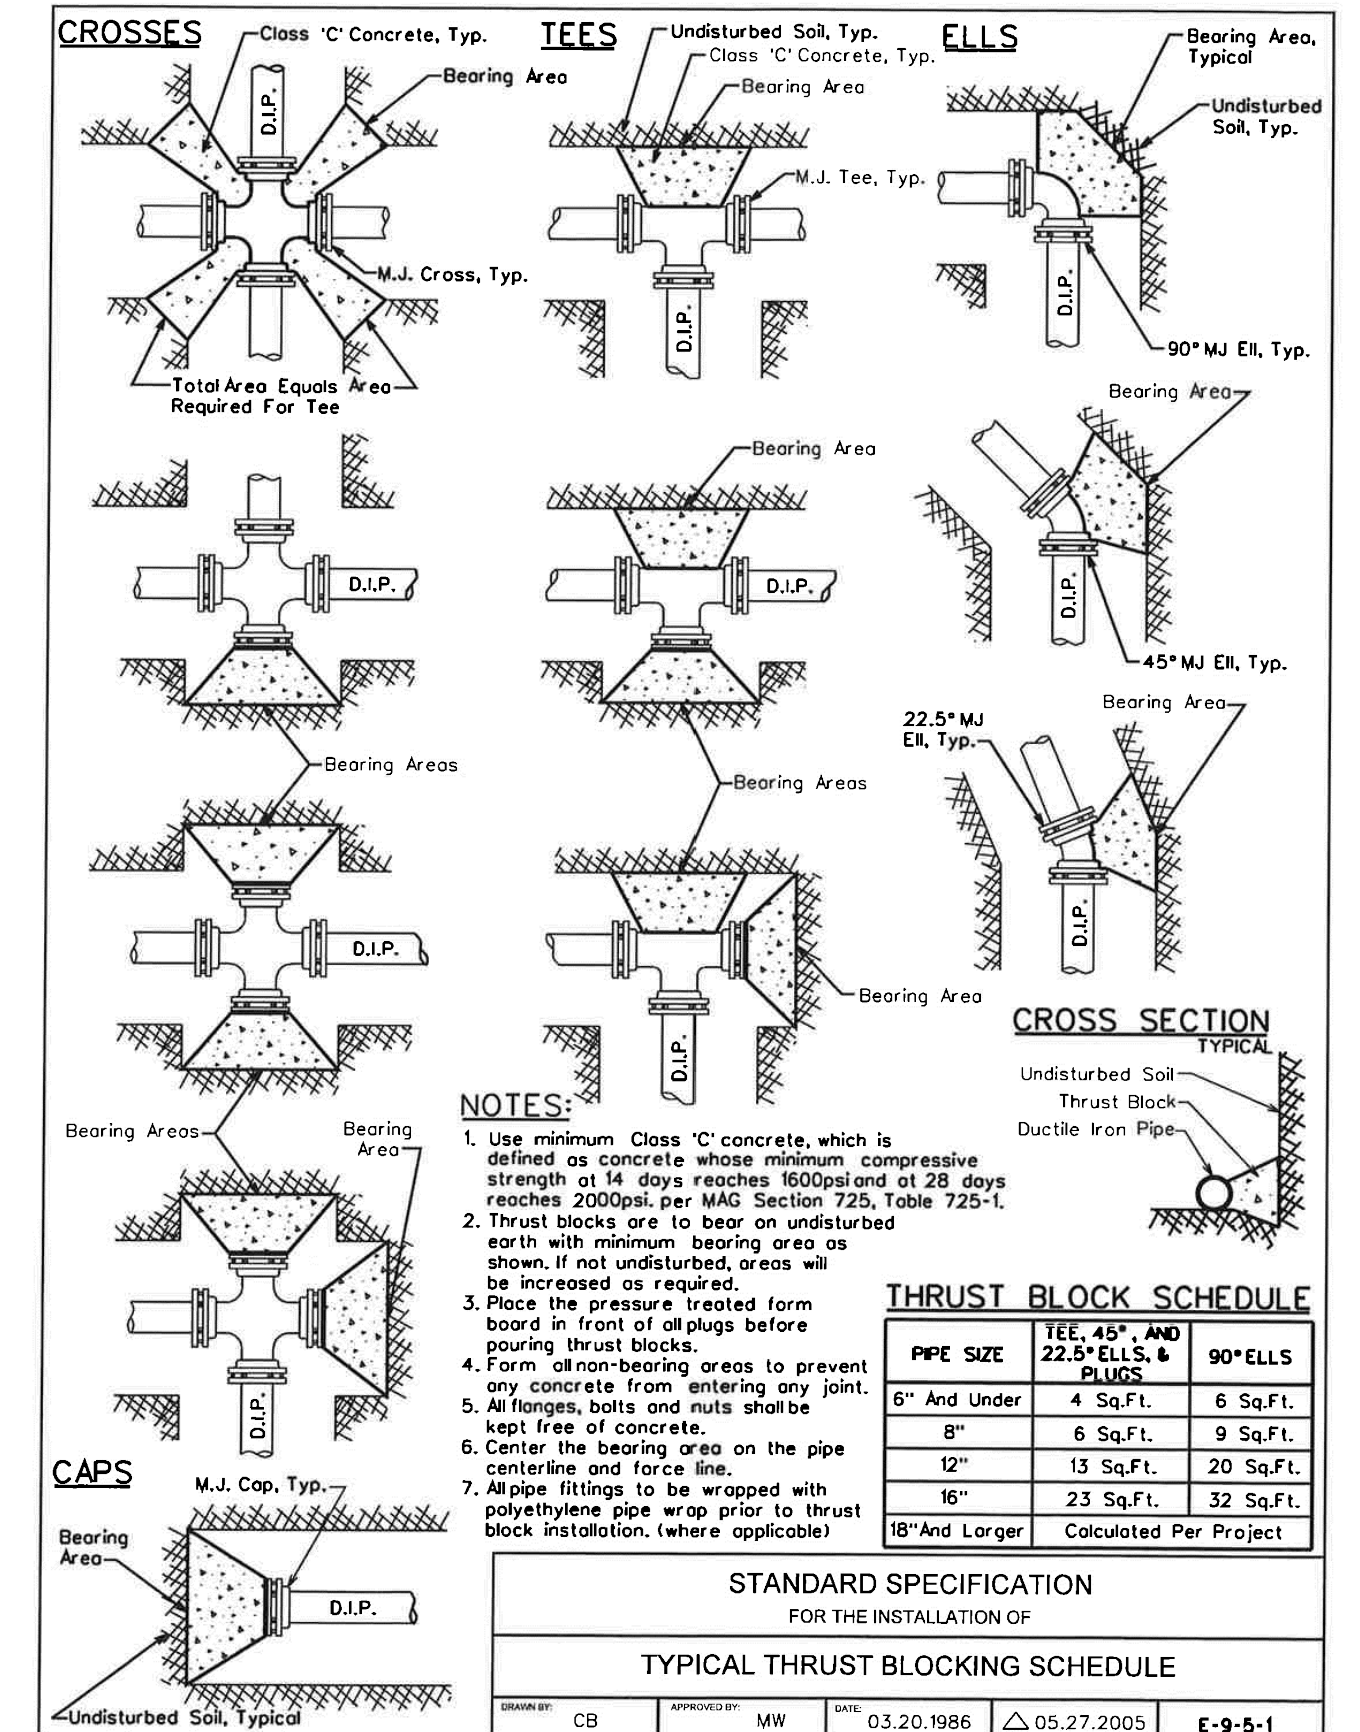 CROSSES
Class 'C' Concrete, Typ.
Bearing Area
D.I.P.
M.J. Cross, Typ.
Total Area Equals Area
Required For Tee
D.I.P.
Bearing Areas
D.I.P.
Bearing Areas
Bearing
Area
D.I.P.
CAPS
M.J. Cap, Typ.
Bearing
Area
D.I.P.
Undisturbed Soil, Typical
TEES
Undisturbed Soil, Typ.
Class 'C' Concrete, Typ.
Bearing Area
M.J. Tee, Typ.
D.I.P.
Bearing Area
D.I.P.
Bearing Areas
Bearing Area
D.I.P.
ELLS
Bearing Area,
Typical
Undisturbed
Soil, Typ.
D.I.P.
90° MJ Ell, Typ.
Bearing Area
D.I.P.
45° MJ Ell, Typ.
Bearing Area
22.5° MJ
Ell, Typ.
D.I.P.
CROSS SECTION
TYPICAL
Undisturbed Soil
Thrust Block
Ductile Iron Pipe
NOTES:
1. Use minimum Class 'C' concrete, which is
defined as concrete whose minimum compressive
strength at 14 days reaches 1600psi and at 28 days
reaches 2000psi. per MAG Section 725, Table 725-1.
2. Thrust blocks are to bear on undisturbed
earth with minimum bearing area as
shown. If not undisturbed, areas will
be increased as required.
3. Place the pressure treated form
board in front of all plugs before
pouring thrust blocks.
4. Form all non-bearing areas to prevent
any concrete from entering any joint.
5. All flanges, bolts and nuts shall be
kept free of concrete.
6. Center the bearing area on the pipe
centerline and force line.
7. All pipe fittings to be wrapped with
polyethylene pipe wrap prior to thrust
block installation. (where applicable)
THRUST BLOCK SCHEDULE
PIPE SIZE
TEE, 45°, AND
22.5° ELLS, &
PLUGS
90° ELLS
6" And Under 4 Sq.Ft. 6 Sq.Ft.
8" 6 Sq.Ft. 9 Sq.Ft.
12" 13 Sq.Ft. 20 Sq.Ft.
16" 23 Sq.Ft. 32 Sq.Ft.
18" And Larger Calculated Per Project
STANDARD SPECIFICATION
FOR THE INSTALLATION OF
TYPICAL THRUST BLOCKING SCHEDULE
DRAWN BY: CB
APPROVED BY: MW
DATE: 03.20.1986
05.27.2005
E-9-5-1